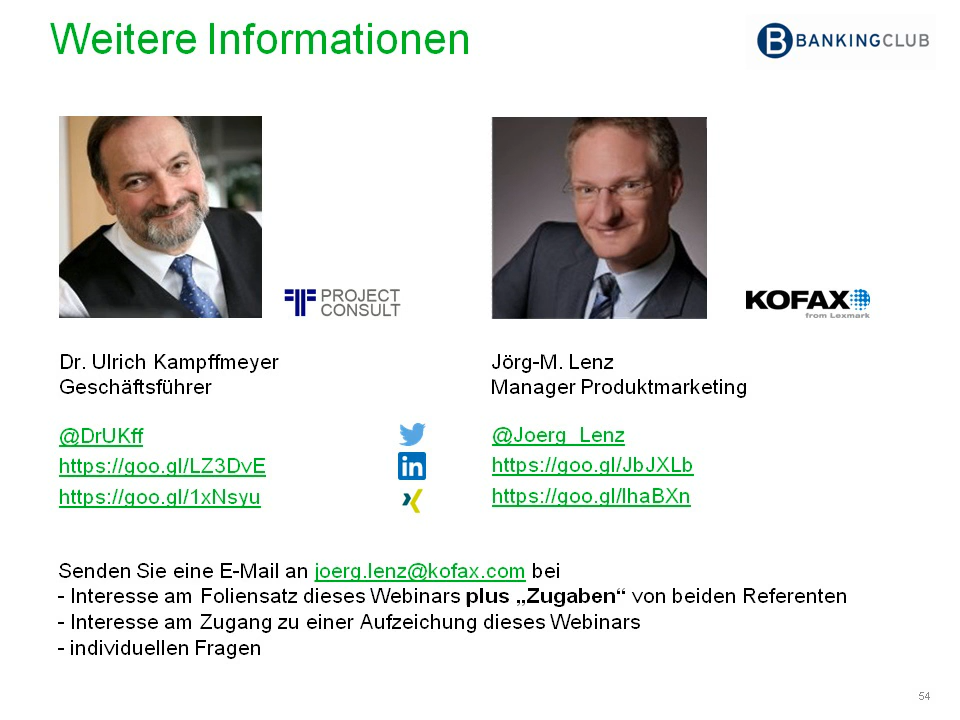 Weitere Informationen
B BANKINGCLUB
PROJECT
CONSULT
KOFAX
from Lexmark
Dr. Ulrich Kampffmeyer
Geschäftsführer
Jörg-M. Lenz
Manager Produktmarketing
@DrUKff
https://goo.gl/LZ3DvE
https://goo.gl/1xNsyu
in
@Joerg_Lenz
https://goo.gl/JbJXLb
https://goo.gl/lhaBXn
Senden Sie eine E-Mail an joerg.lenz@kofax.com bei
- Interesse am Foliensatz dieses Webinars plus „Zugaben“ von beiden Referenten
- Interesse am Zugang zu einer Aufzeichung dieses Webinars
- individuellen Fragen
54